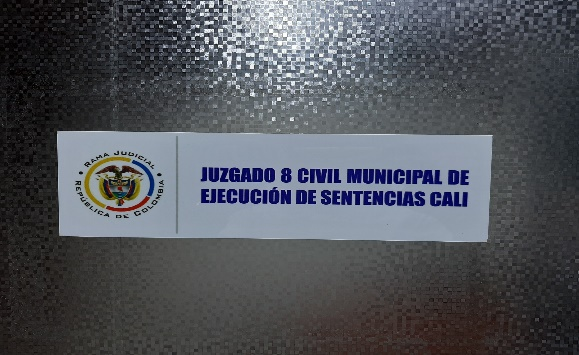 RAMA JUDICIAL
REPÚBLICA DE COLOMBIA
JUZGADO 8 CIVIL MUNICIPAL DE
EJECUCIÓN DE SENTENCIAS CALI